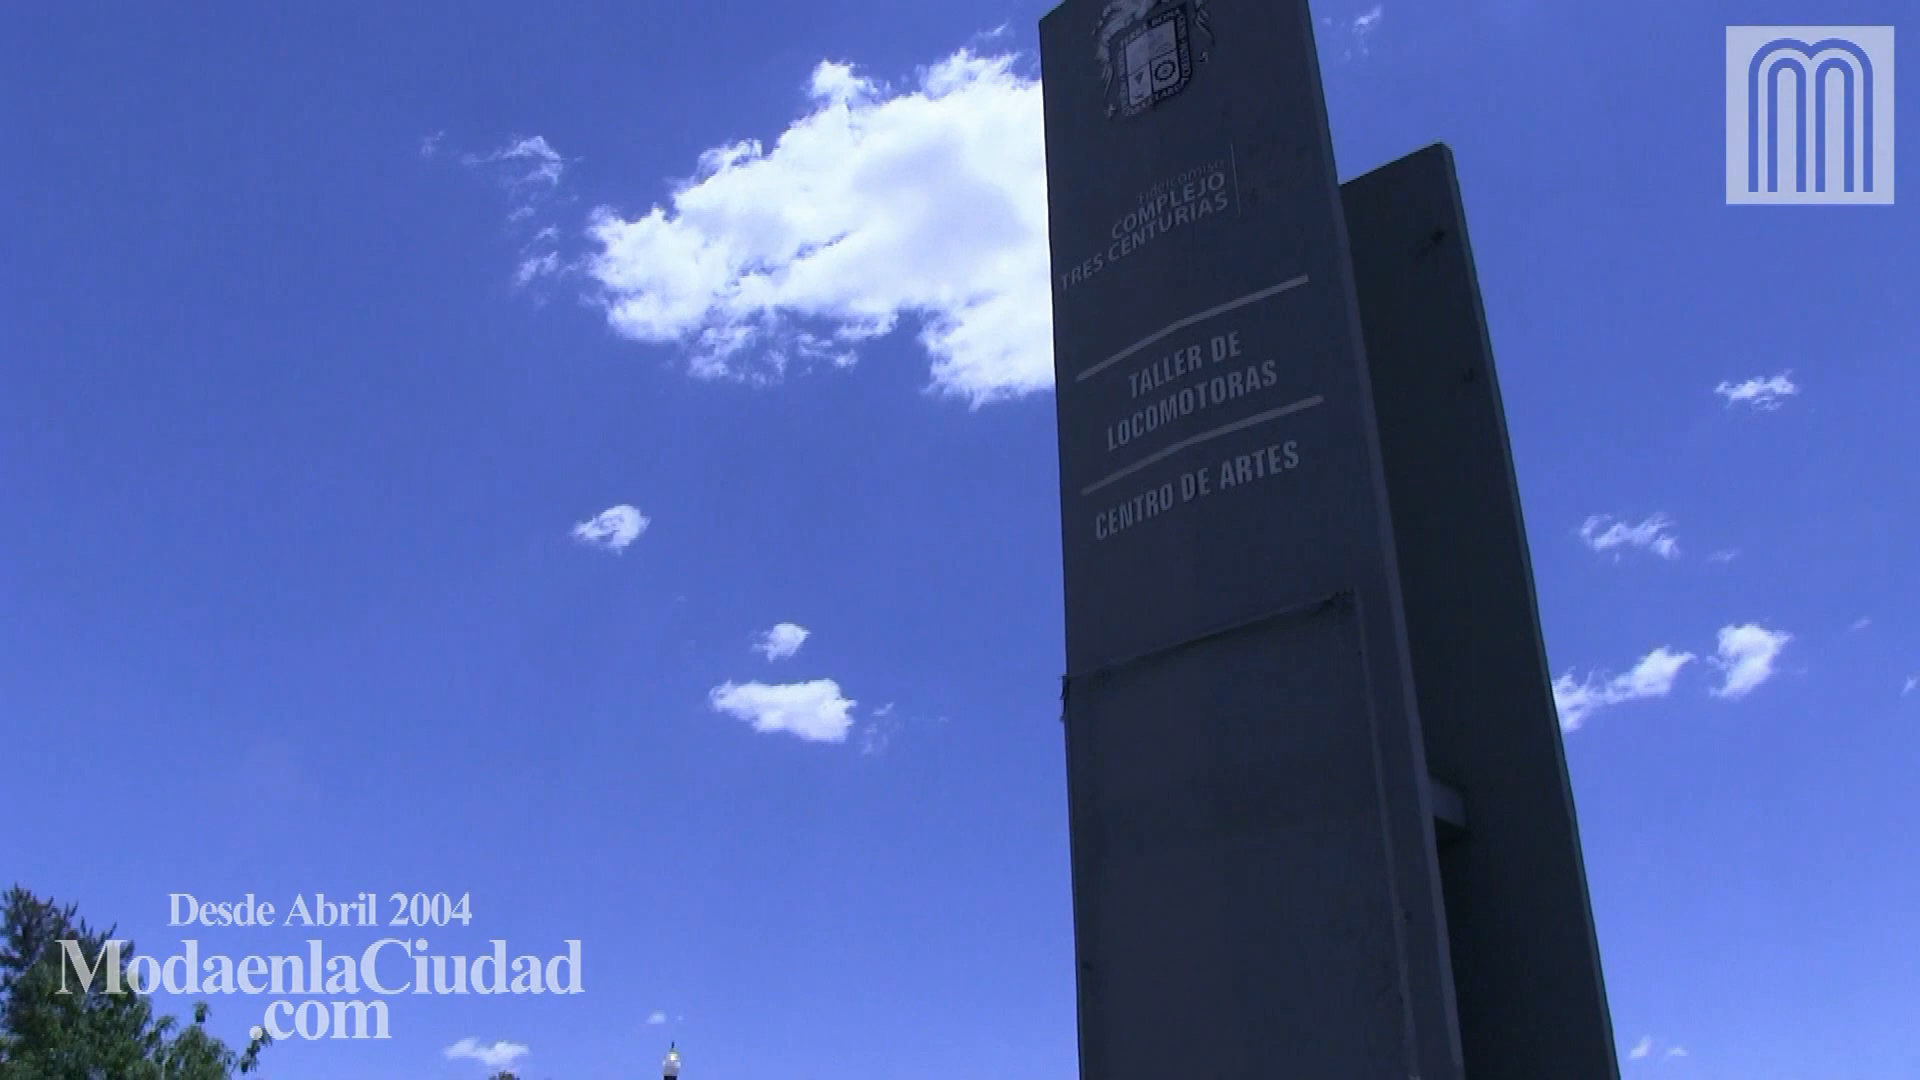 Fideicomiso
COMPLEJO
TRES CENTURIAS
TALLER DE
LOCOMOTORAS
CENTRO DE ARTES
Desde Abril 2004
ModaenlaCiudad
.com